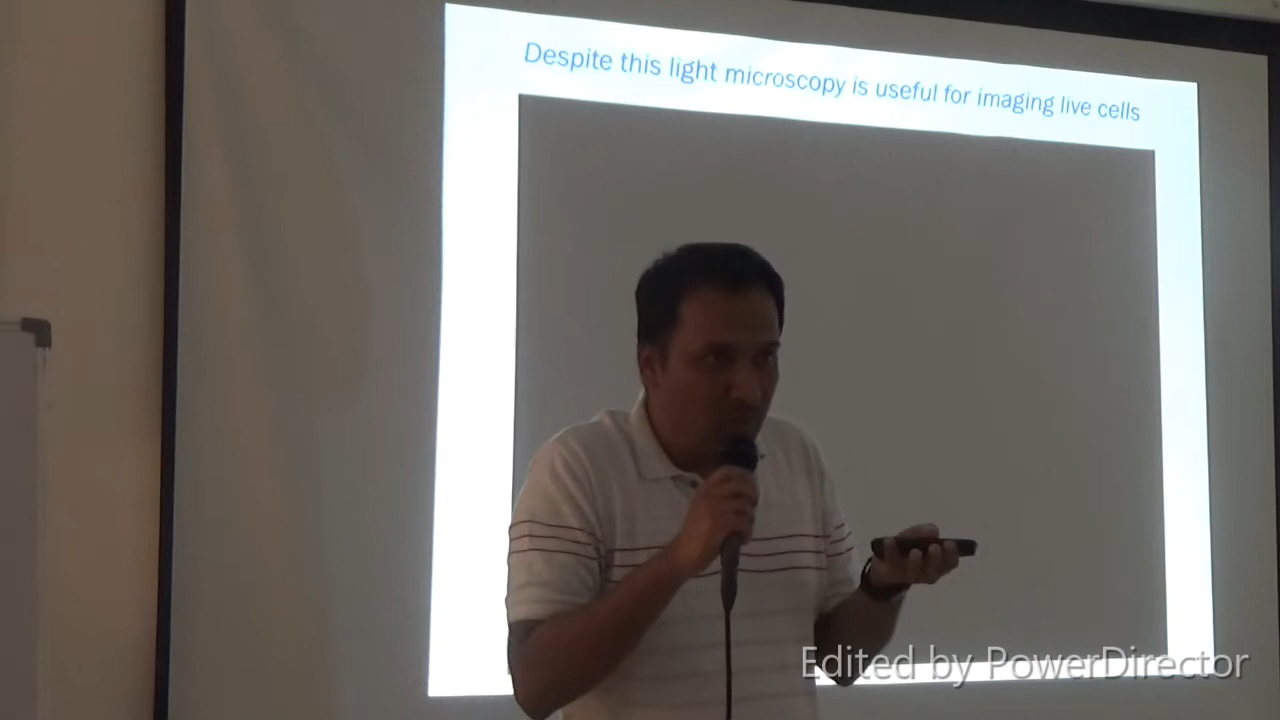 Despite this light microscopy is useful for imaging live cells
Edited by PowerDirector